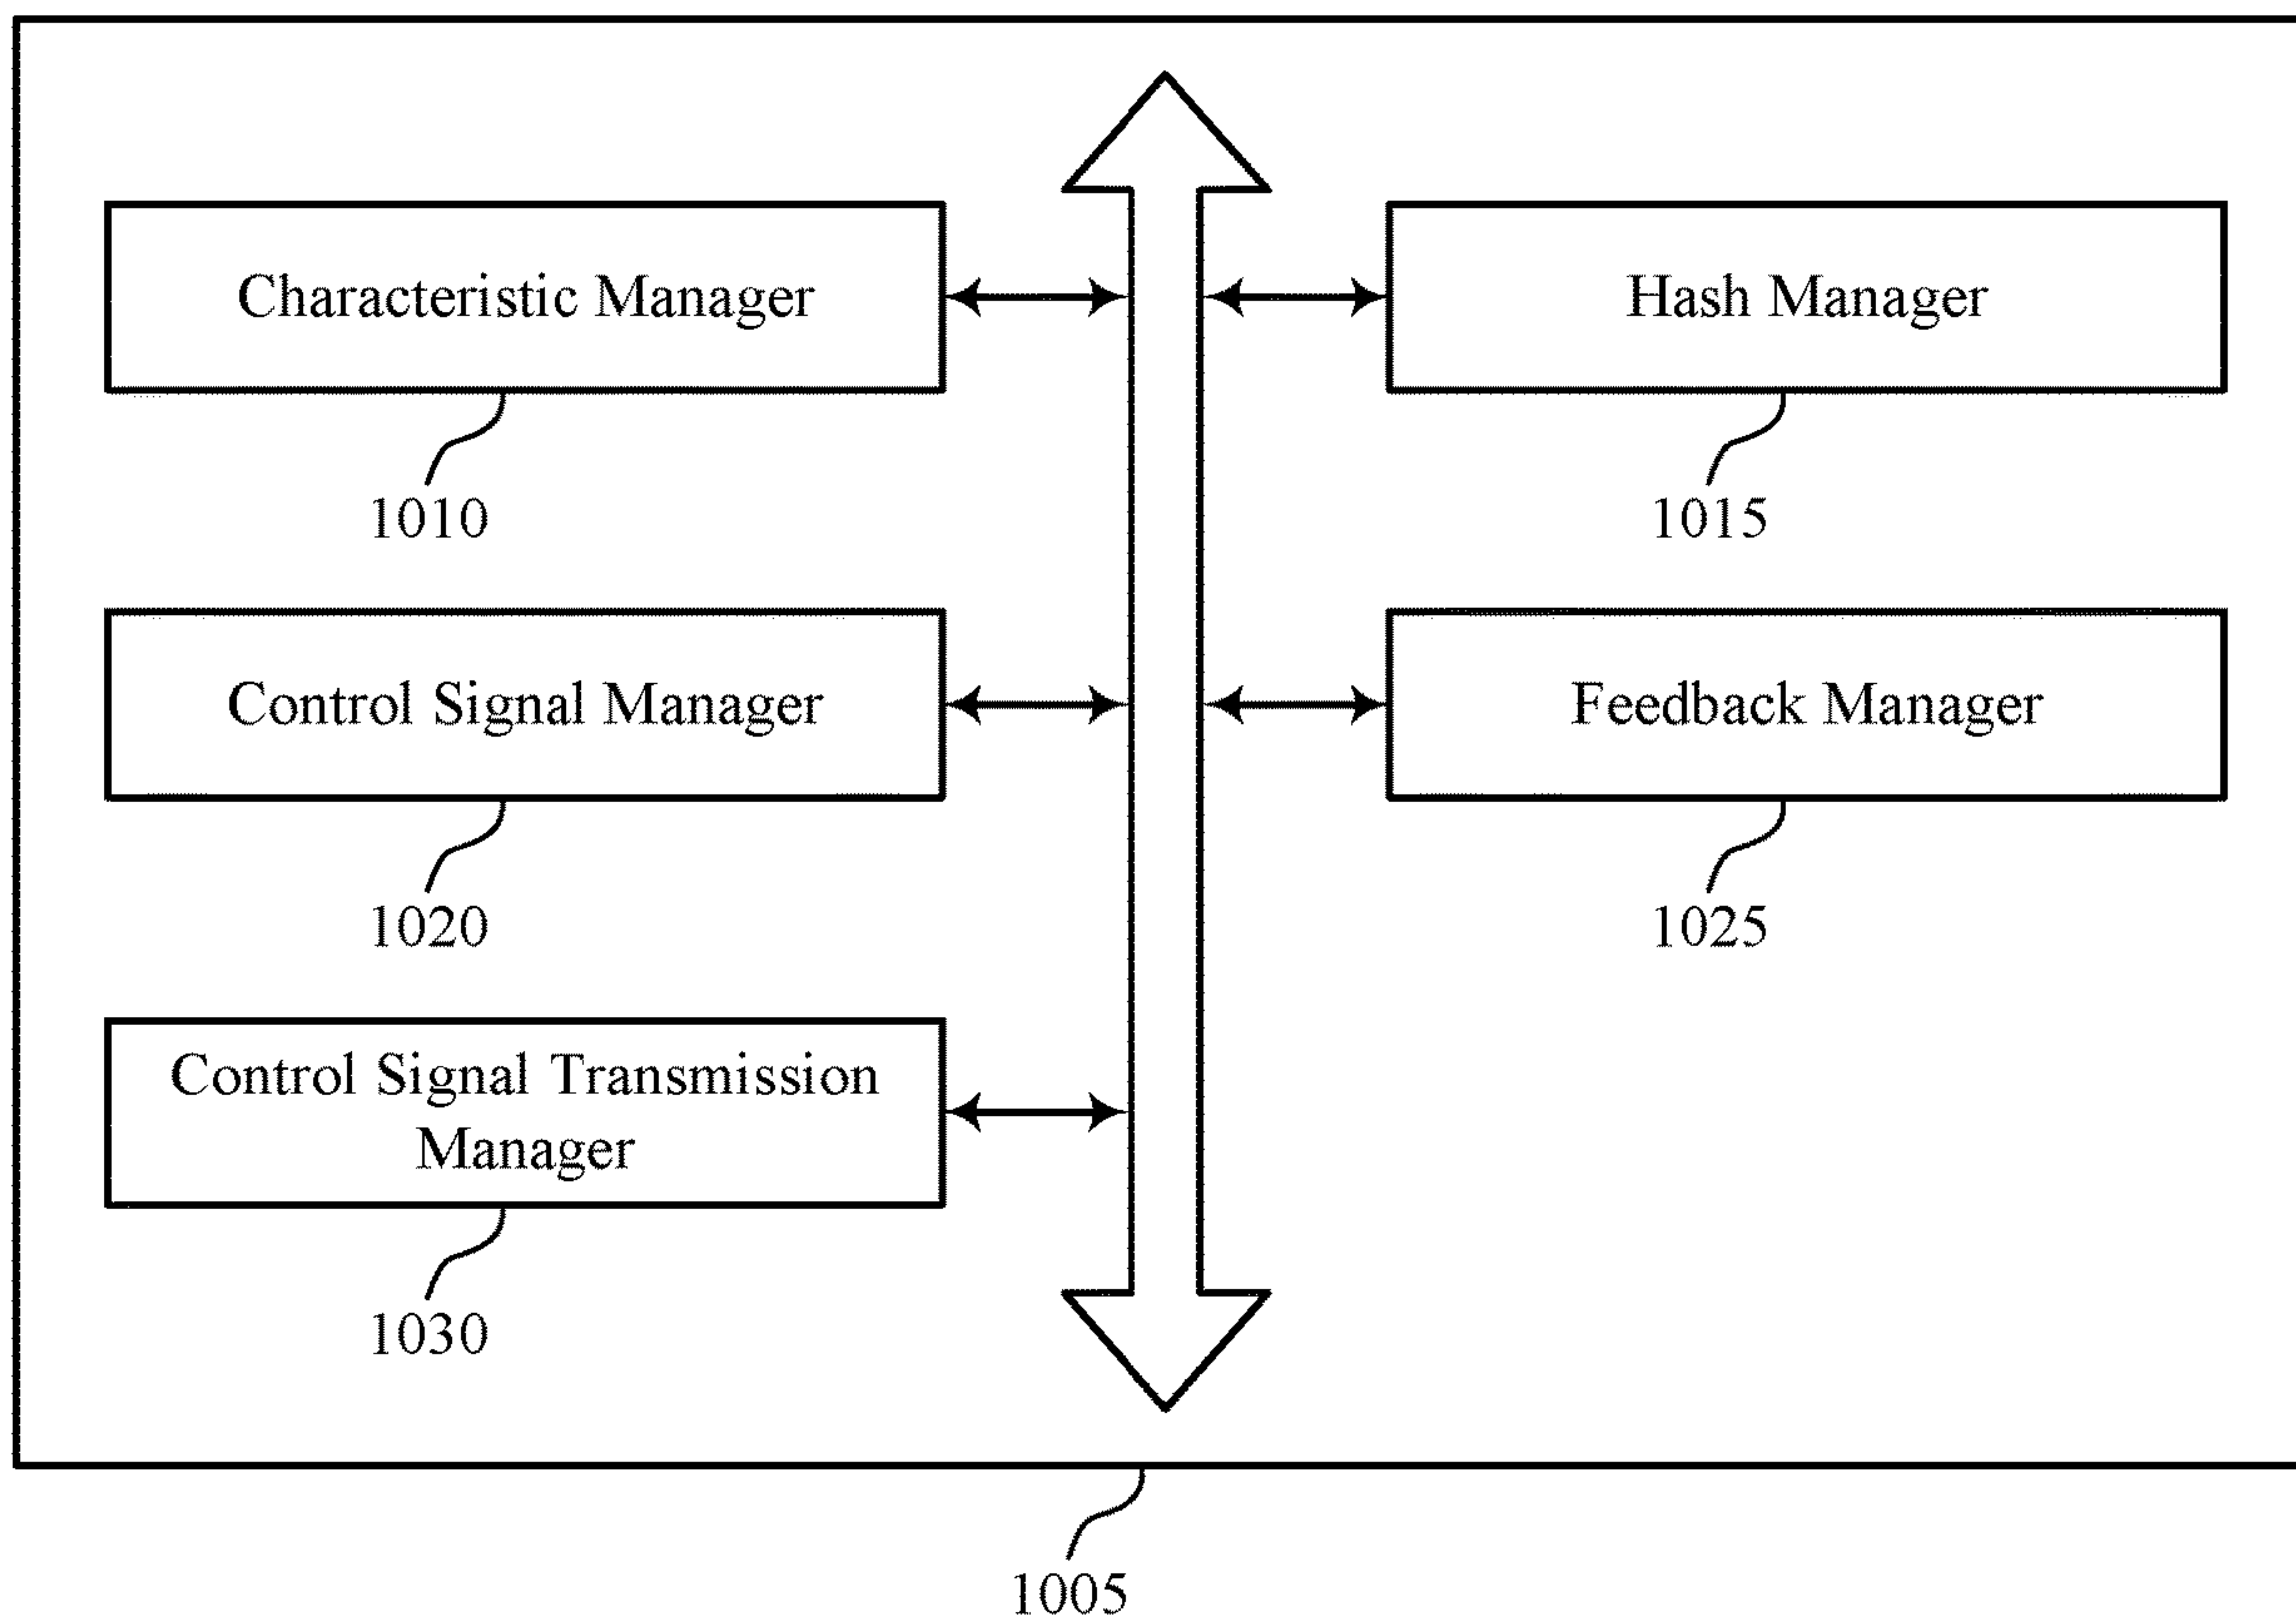 Characteristic Manager
Hash Manager
1010
1015
Control Signal Manager
Feedback Manager
1020
1025
Control Signal Transmission
Manager
1030
1005